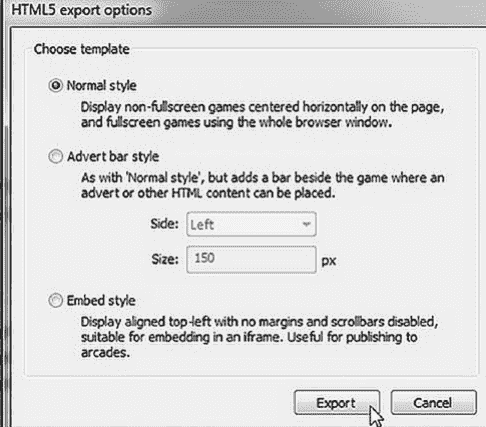 HTML5 export options
Choose template
Normal style
Display non-fullscreen games centered horizontally on the page,
and fullscreen games using the whole browser window.
Advert bar style
As with 'Normal style', but adds a bar beside the game where an
advert or other HTML content can be placed.
Side: Left
Size: 150 px
Embed style
Display aligned top-left with no margins and scrollbars disabled,
suitable for embedding in an iframe. Useful for publishing to
arcades.
Export Cancel